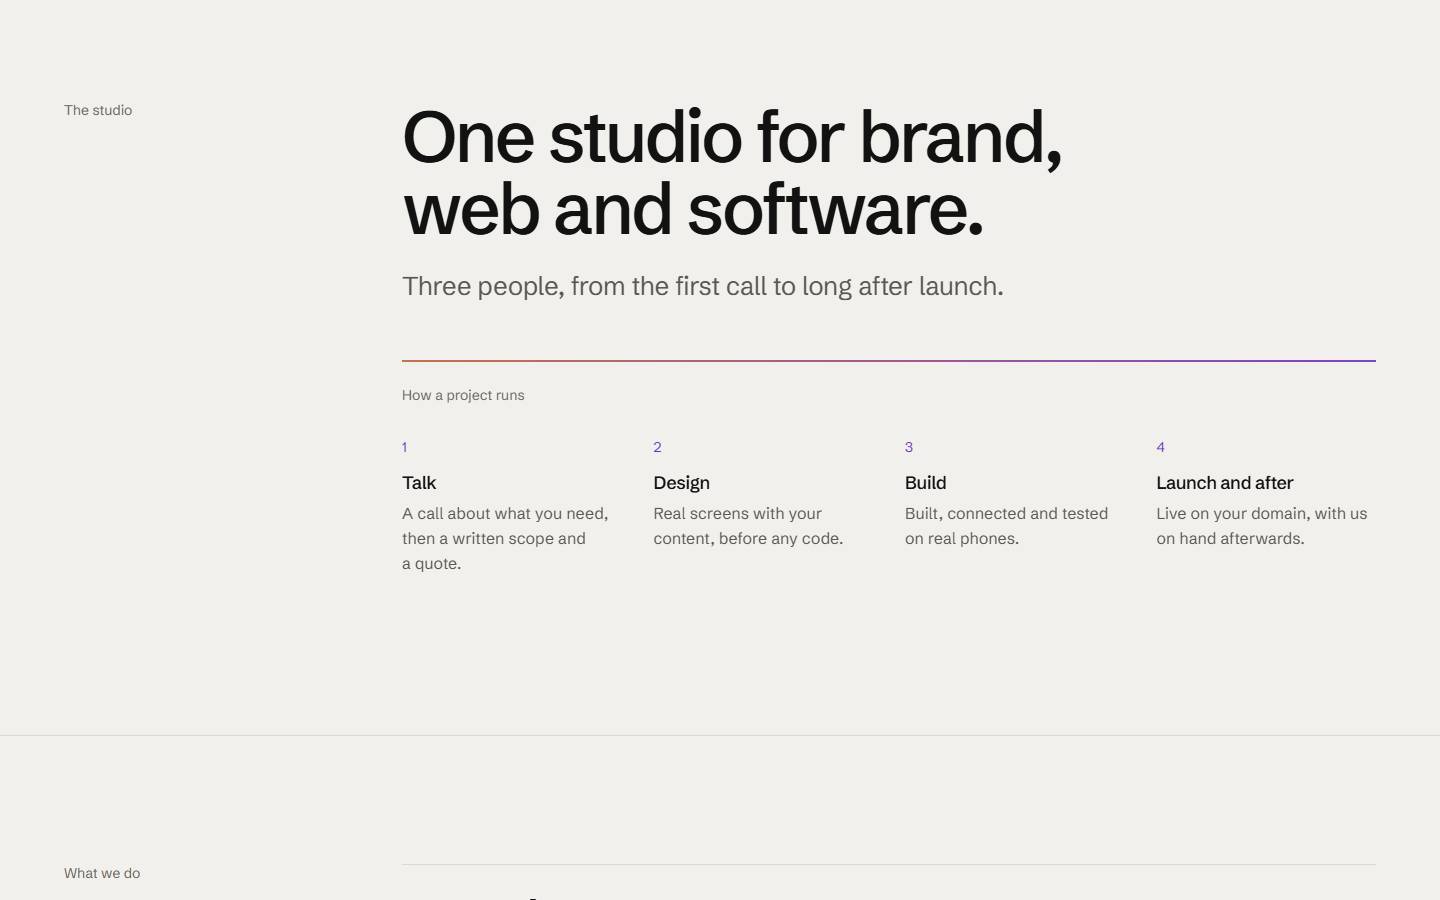 The studio
One studio for brand,
web and software.
Three people, from the first call to long after launch.
How a project runs
1
Talk
A call about what you need,
then a written scope and
a quote.
2
Design
Real screens with your
content, before any code.
3
Build
Built, connected and tested
on real phones.
4
Launch and after
Live on your domain, with us
on hand afterwards.
What we do